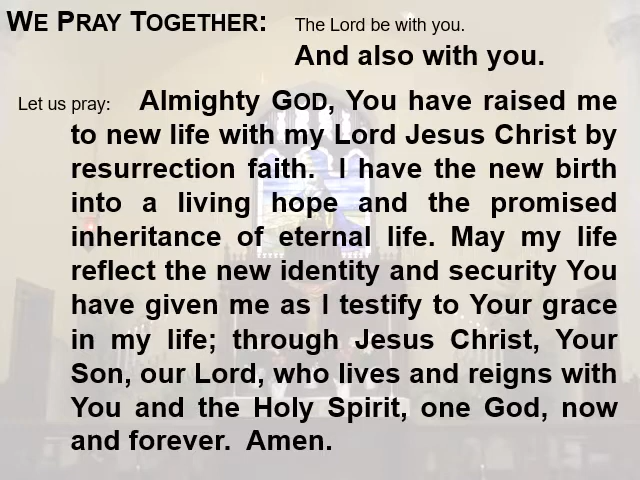 WE PRAY TOGETHER: The Lord be with you.
And also with you.
Let us pray: Almighty GOD, You have raised me
to new life with my Lord Jesus Christ by
resurrection faith. I have the new birth
into a living hope and the promised
inheritance of eternal life. May my life
reflect the new identity and security You
have given me as I testify to Your grace
in my life; through Jesus Christ, Your
Son, our Lord, who lives and reigns with
You and the Holy Spirit, one God, now
and forever. Amen.